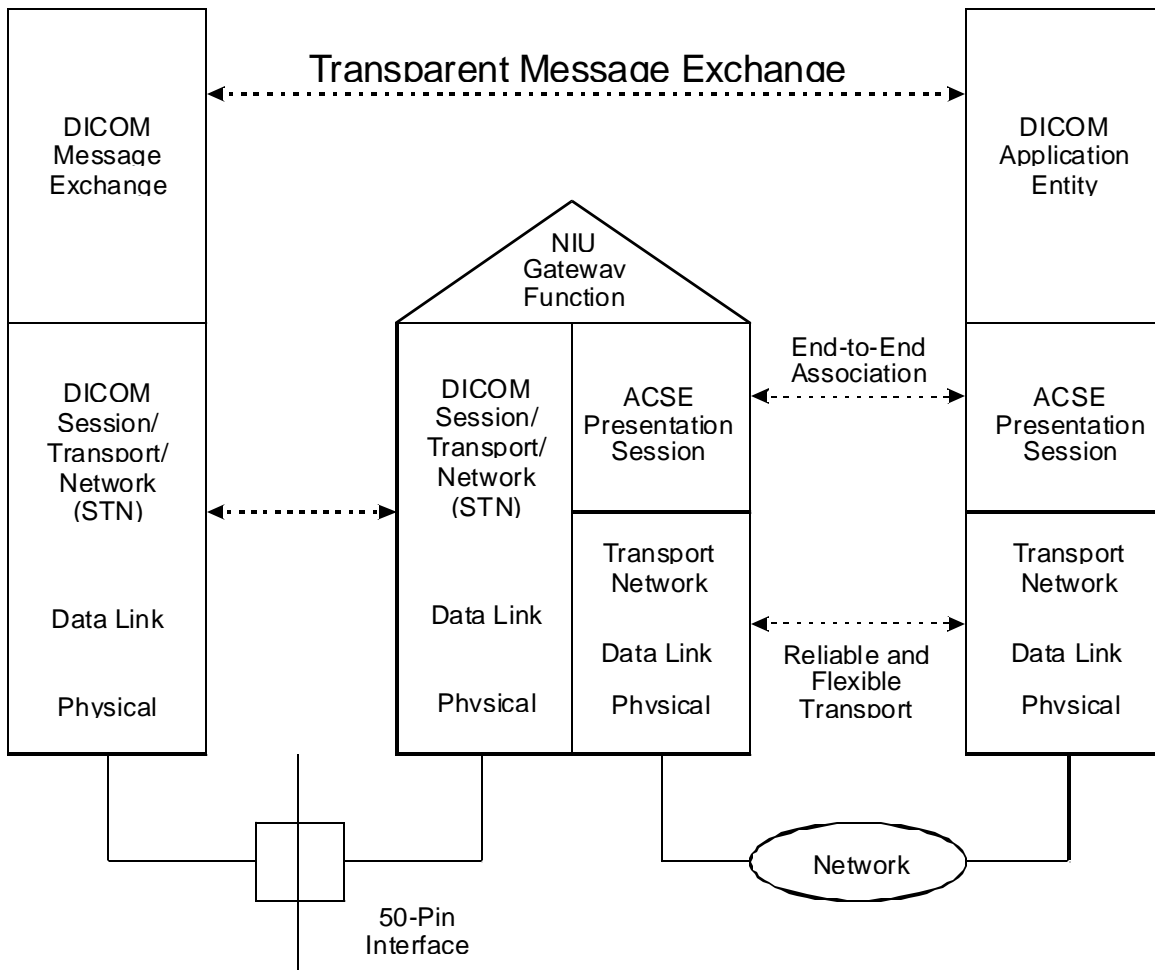 Transparent Message Exchange
DICOM
Message
Exchange
DICOM
Application
Entity
NIU
Gateway
Function
DICOM
Session/
Transport/
Network
(STN)
Data Link
Physical
DICOM
Session/
Transport/
Network
(STN)
Data Link
Physical
ACSE
Presentation
Session
Transport
Network
Data Link
Physical
End-to-End
Association
Reliable and
Flexible
Transport
ACSE
Presentation
Session
Transport
Network
Data Link
Physical
50-Pin
Interface
Network